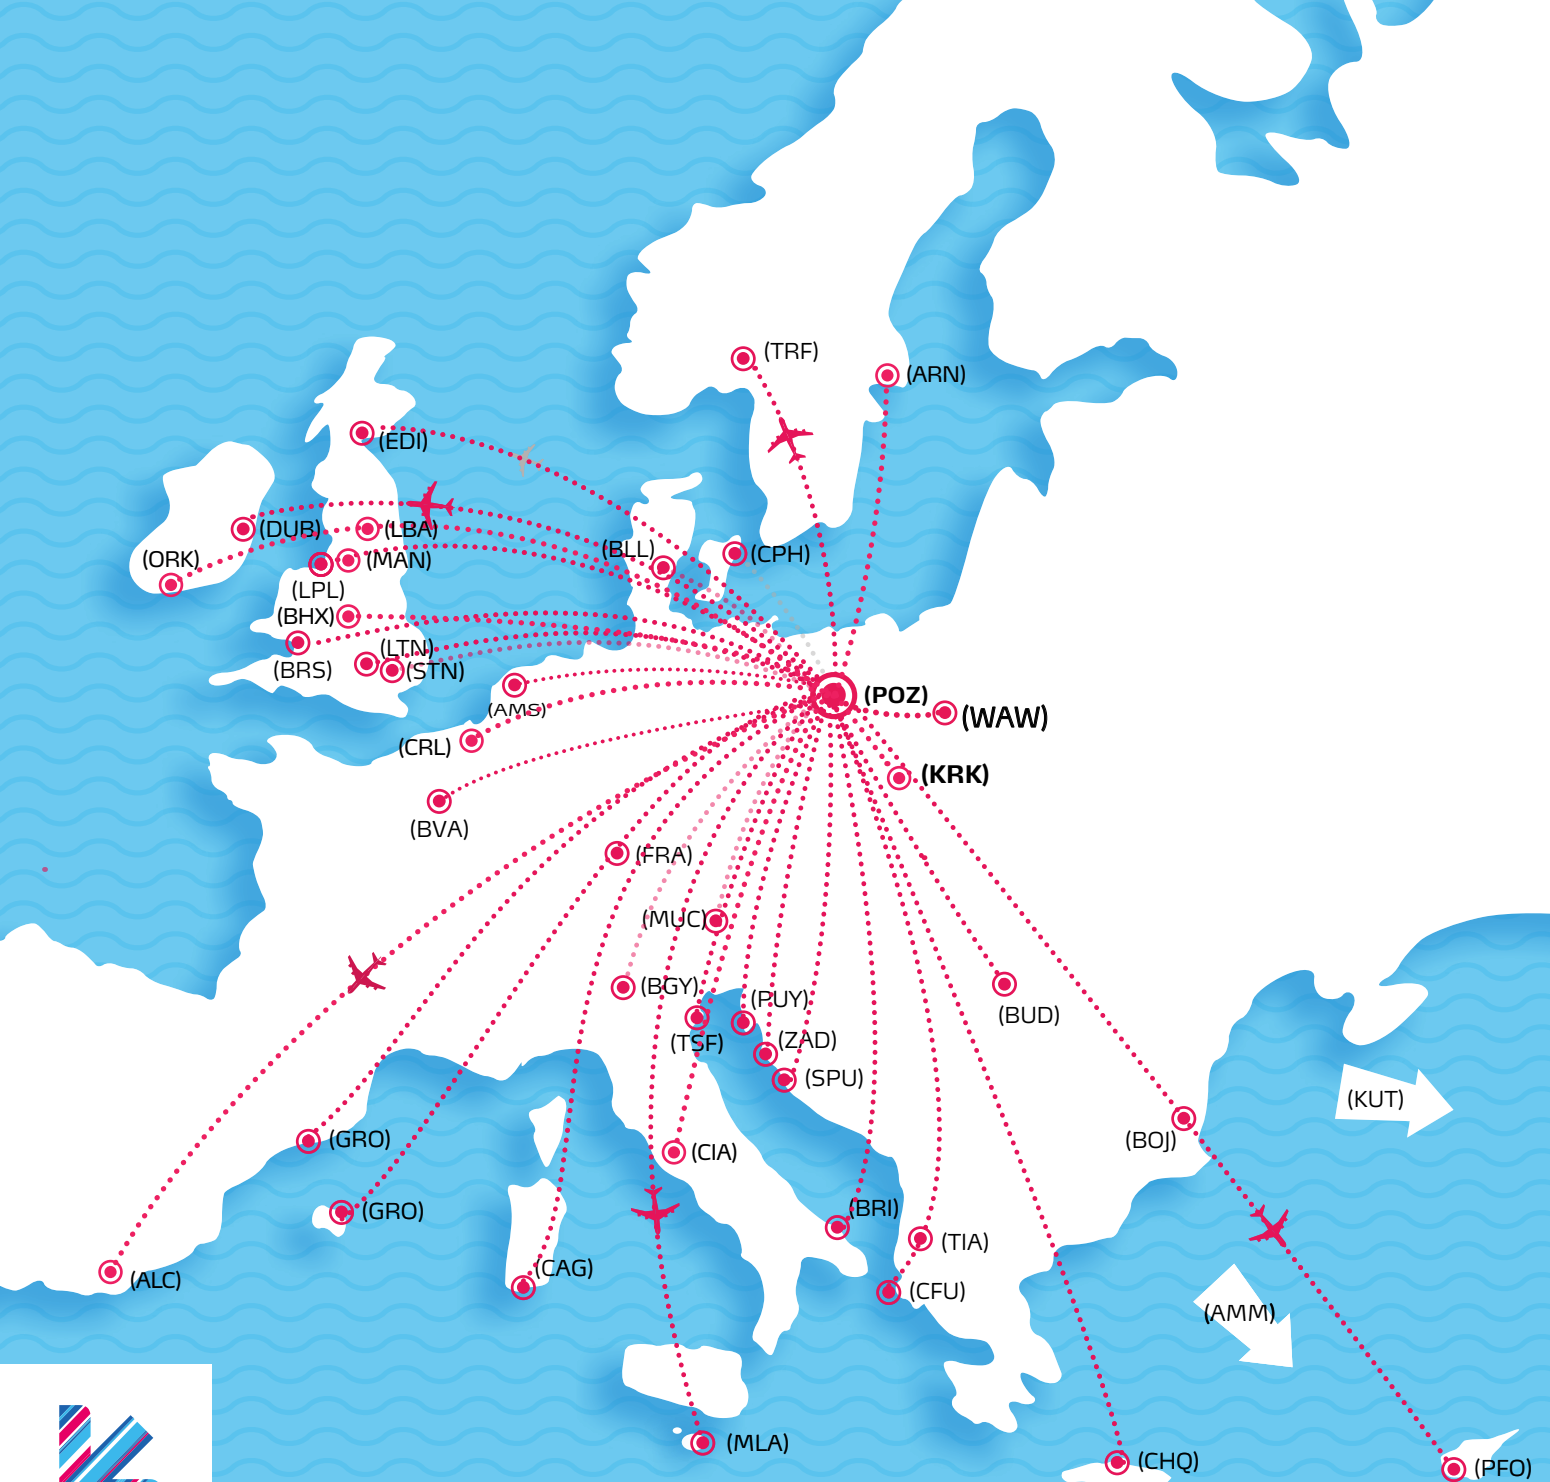 (TRF)
(ARN)
(EDI)
(DUB)
(LBA)
(ORK)
(MAN)
(BLL)
(CPH)
(LPL)
(BHX)
(LTN)
(BRS)
(STN)
(POZ)
(AMS)
(WAW)
(CRL)
(KRK)
(BVA)
(FRA)
(MUC)
(BGY)
(PUY)
(BUD)
(TSF)
(ZAD)
(SPU)
(KUT)
(GRO)
(BOJ)
(CIA)
(GRO)
(BRI)
(TIA)
(CAG)
(ALC)
(CFU)
(AMM)
(MLA)
(CHQ)
(PFO)